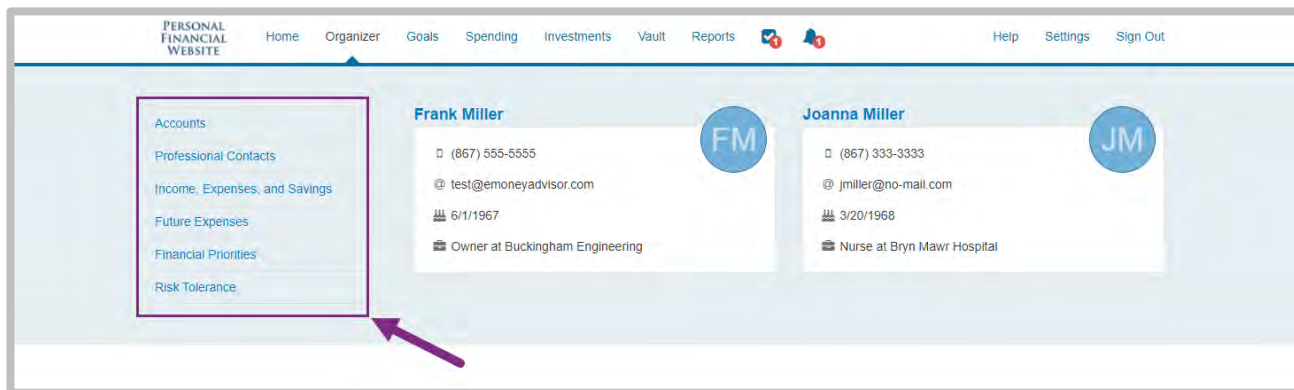 PERSONAL
FINANCIAL
WEBSITE
Home Organizer Goals Spending Investments Vault Reports 1 1 Help Settings Sign Out
Accounts
Professional Contacts
Income, Expenses, and Savings
Future Expenses
Financial Priorities
Risk Tolerance
Frank Miller
FM
(867) 555-5555
@ test@emoneyadvisor.com
6/1/1967
Owner at Buckingham Engineering
Joanna Miller
JM
(867) 333-3333
@ jmiller@no-mail.com
3/20/1968
Nurse at Bryn Mawr Hospital